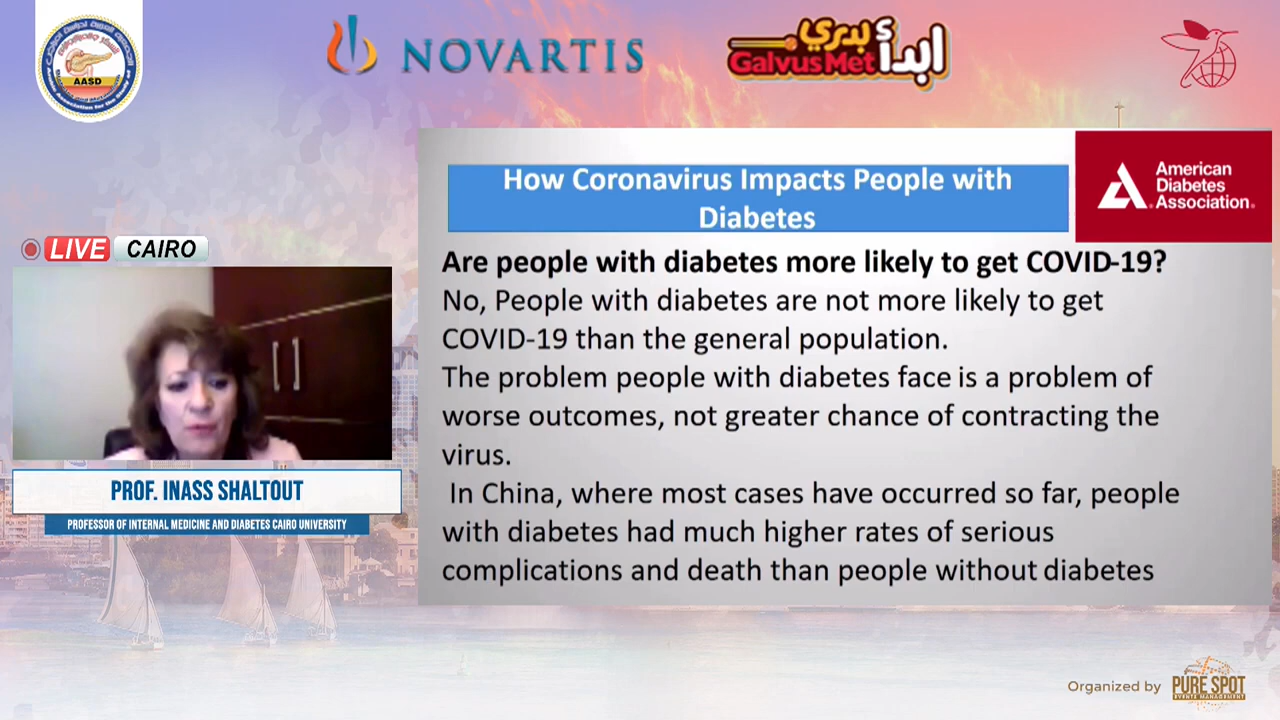 AASD
NOVARTIS
ابدأ بدري
GalvusMet
How Coronavirus Impacts People with
Diabetes
American
Diabetes
Association.
Are people with diabetes more likely to get COVID-19?
No, People with diabetes are not more likely to get
COVID-19 than the general population.
The problem people with diabetes face is a problem of
worse outcomes, not greater chance of contracting the
virus.
In China, where most cases have occurred so far, people
with diabetes had much higher rates of serious
complications and death than people without diabetes
LIVE CAIRO
PROF. INASS SHALTOUT
PROFESSOR OF INTERNAL MEDICINE AND DIABETES CAIRO UNIVERSITY
Organized by
PURE SPOT
EVENTS MANAGEMENT